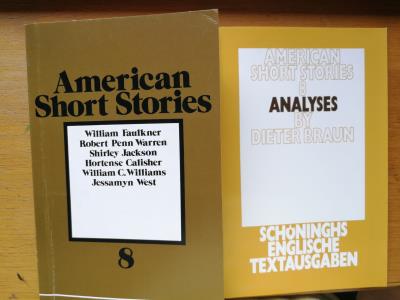 American
Short Stories
William Faulkner
Robert Penn Warren
Shirley Jackson
Hortense Calisher
William C. Williams
Jessamyn West
8
AMERICAN
SHORT STORIES
8
ANALYSES
BY
DIETER BRAUN
SCHÖNINGHS
ENGLISCHE
TEXTAUSGABEN